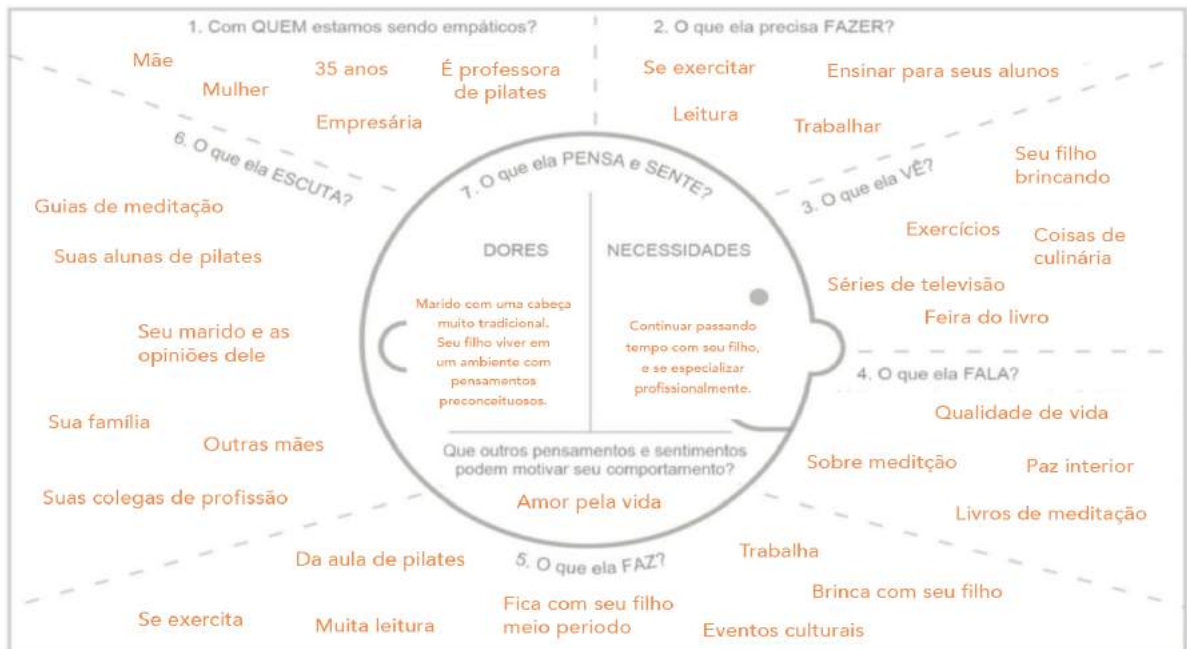 1. Com QUEM estamos sendo empáticos?
Mãe
Mulher
35 anos
Empresária
É professora
de pilates
2. O que ela precisa FAZER?
Se exercitar
Ensinar para seus alunos
Leitura
Trabalhar
3. O que ela VÊ?
Seu filho
brincando
Exercícios
Coisas de
culinária
Séries de televisão
Feira do livro
4. O que ela FALA?
Qualidade de vida
Sobre meditção
Paz interior
Livros de meditação
5. O que ela FAZ?
Da aula de pilates
Trabalha
Brinca com seu filho
Se exercita
Muita leitura
Fica com seu filho
meio periodo
Eventos culturais
6. O que ela ESCUTA?
Guias de meditação
Suas alunas de pilates
Seu marido e as
opiniões dele
Sua família
Outras mães
Suas colegas de profissão
7. O que ela PENSA e SENTE?
DORES
Marido com uma cabeça
muito tradicional.
Seu filho viver em
um ambiente com
pensamentos
preconceituosos.
NECESSIDADES
Continuar passando
tempo com seu filho,
e se especializar
profissionalmente.
Que outros pensamentos e sentimentos
podem motivar seu comportamento?
Amor pela vida